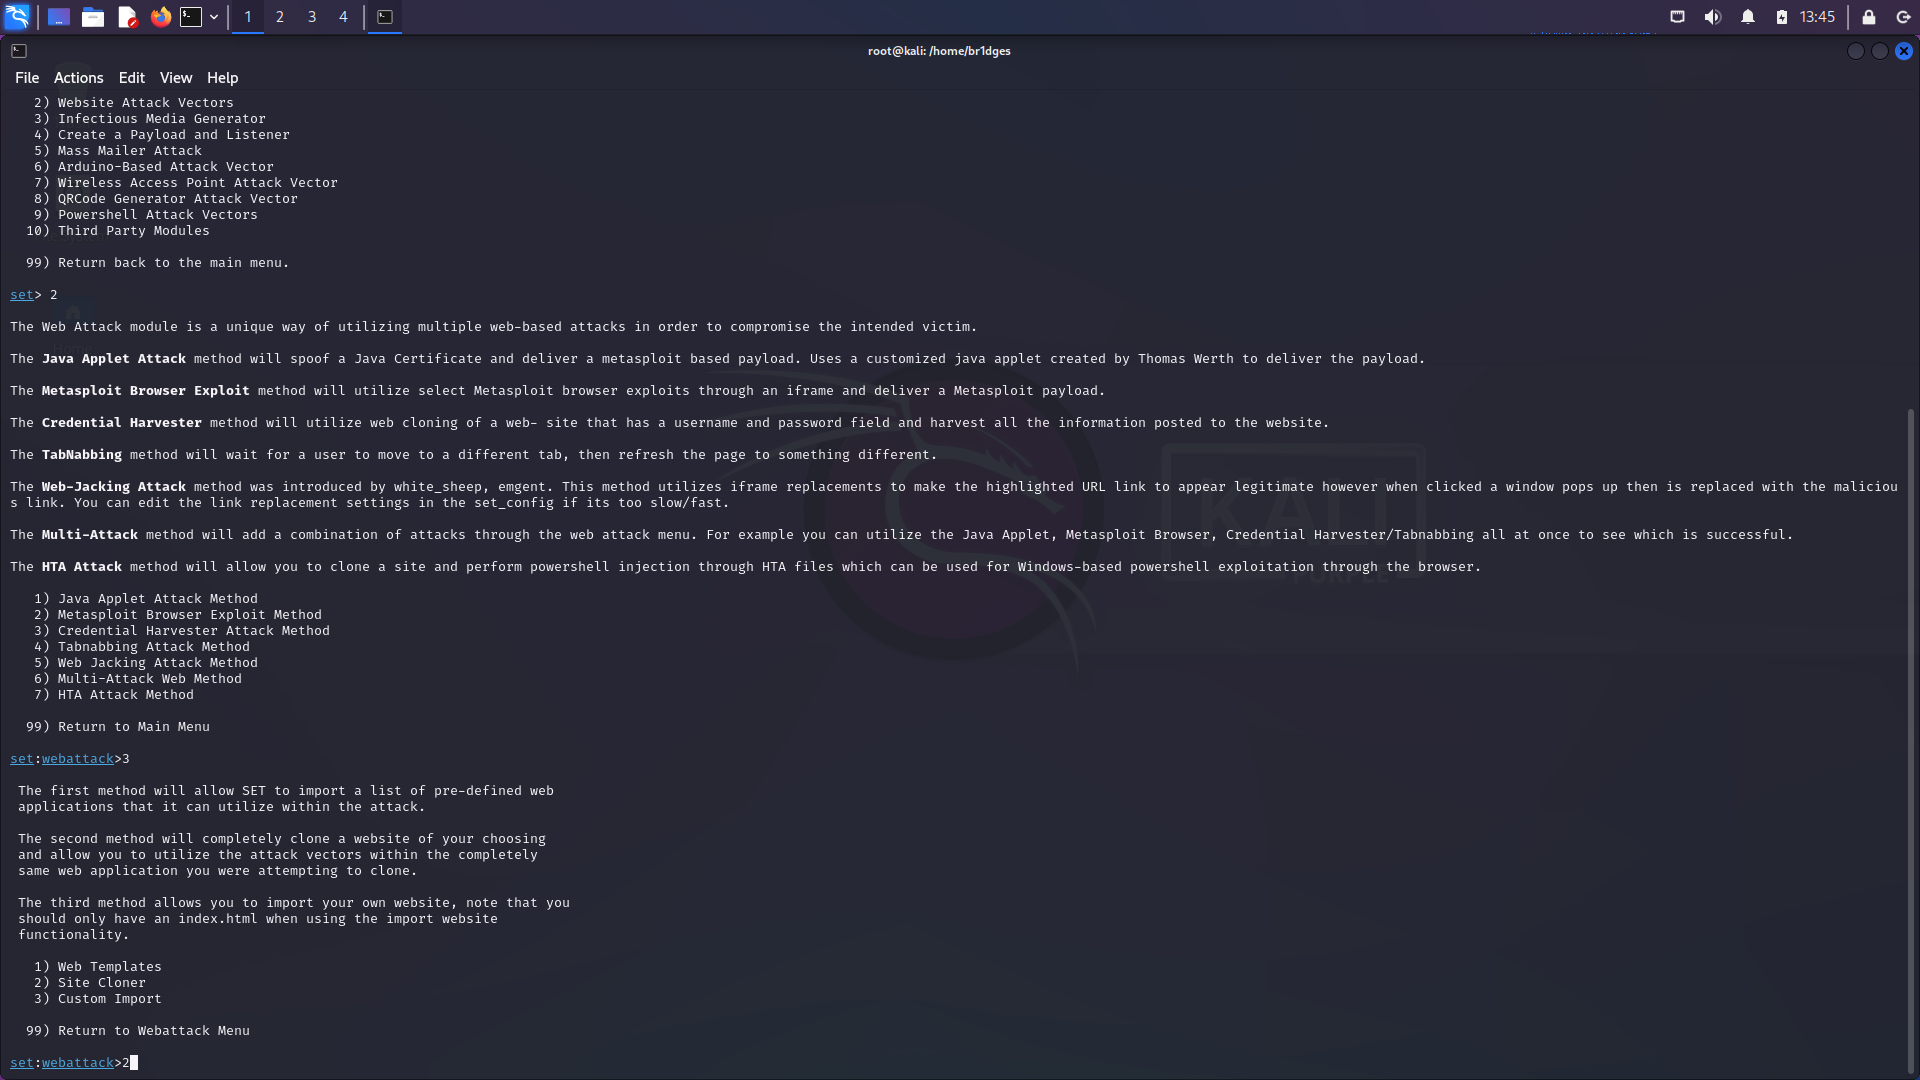 1 2 3 4 13:45
root@kali: /home/br1dges
File Actions Edit View Help
2) Website Attack Vectors
3) Infectious Media Generator
4) Create a Payload and Listener
5) Mass Mailer Attack
6) Arduino-Based Attack Vector
7) Wireless Access Point Attack Vector
8) QRCode Generator Attack Vector
9) Powershell Attack Vectors
10) Third Party Modules
99) Return back to the main menu.
set> 2
The Web Attack module is a unique way of utilizing multiple web-based attacks in order to compromise the intended victim.
The Java Applet Attack method will spoof a Java Certificate and deliver a metasploit based payload. Uses a customized java applet created by Thomas Werth to deliver the payload.
The Metasploit Browser Exploit method will utilize select Metasploit browser exploits through an iframe and deliver a Metasploit payload.
The Credential Harvester method will utilize web cloning of a web- site that has a username and password field and harvest all the information posted to the website.
The TabNabbing method will wait for a user to move to a different tab, then refresh the page to something different.
The Web-Jacking Attack method was introduced by white_sheep, emgent. This method utilizes iframe replacements to make the highlighted URL link to appear legitimate however when clicked a window pops up then is replaced with the maliciou
s link. You can edit the link replacement settings in the set_config if its too slow/fast.
The Multi-Attack method will add a combination of attacks through the web attack menu. For example you can utilize the Java Applet, Metasploit Browser, Credential Harvester/Tabnabbing all at once to see which is successful.
The HTA Attack method will allow you to clone a site and perform powershell injection through HTA files which can be used for Windows-based powershell exploitation through the browser.
1) Java Applet Attack Method
2) Metasploit Browser Exploit Method
3) Credential Harvester Attack Method
4) Tabnabbing Attack Method
5) Web Jacking Attack Method
6) Multi-Attack Web Method
7) HTA Attack Method
99) Return to Main Menu
set:webattack>3
The first method will allow SET to import a list of pre-defined web
applications that it can utilize within the attack.
The second method will completely clone a website of your choosing
and allow you to utilize the attack vectors within the completely
same web application you were attempting to clone.
The third method allows you to import your own website, note that you
should only have an index.html when using the import website
functionality.
1) Web Templates
2) Site Cloner
3) Custom Import
99) Return to Webattack Menu
set:webattack>2
KALI
PURPLE
Home